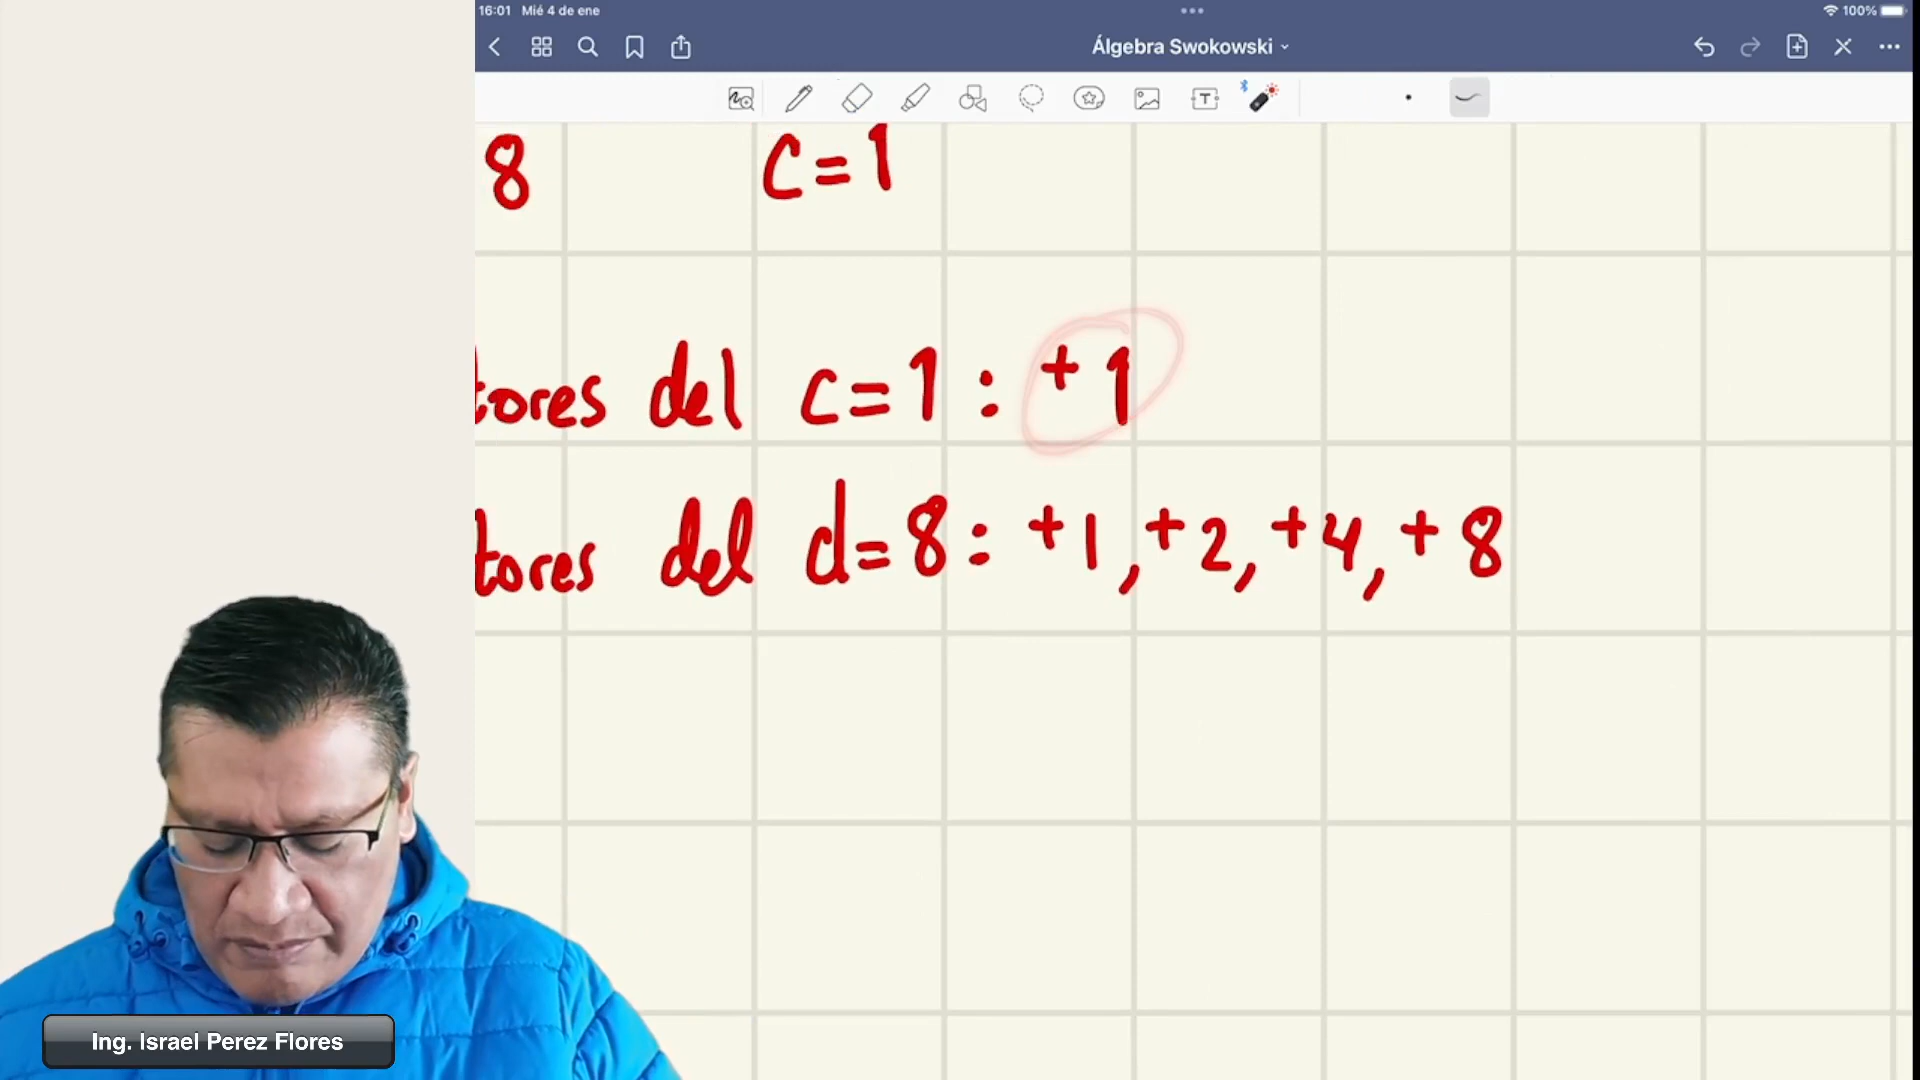 16:01 Mié 4 de ene
100%
Álgebra Swokowski
8 c=1
tores del c=1 : +1
tores del d=8: +1, +2, +4, +8
Ing. Israel Perez Flores